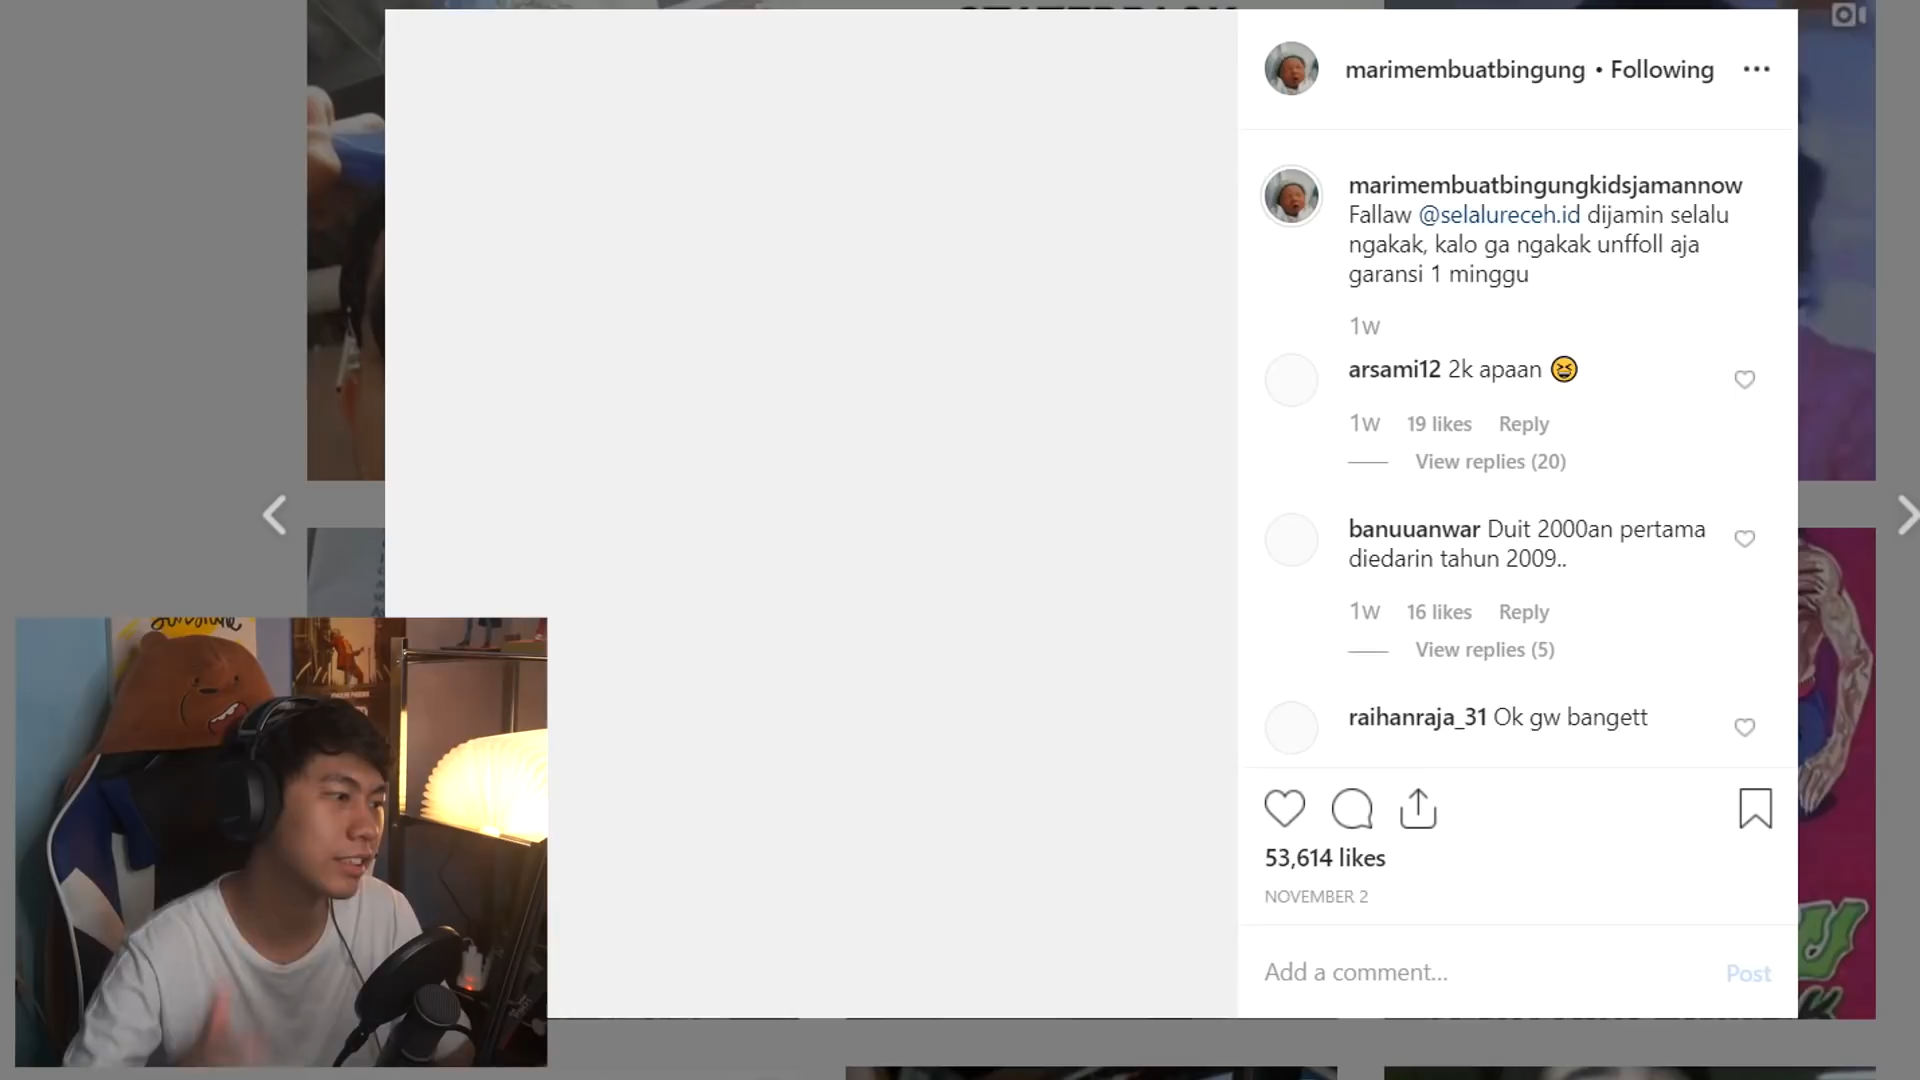 marimembuatbingung • Following
marimembuatbingungkidsjamannow
Fallaw @selalureceh.id dijamin selalu
ngakak, kalo ga ngakak unffoll aja
garansi 1 minggu
1w
arsami12 2k apaan 😆
1w 19 likes Reply
View replies (20)
banuuanwar Duit 2000an pertama
diedarin tahun 2009..
1w 16 likes Reply
View replies (5)
raihanraja_31 Ok gw bangett
53,614 likes
NOVEMBER 2
Add a comment... Post
sunshine